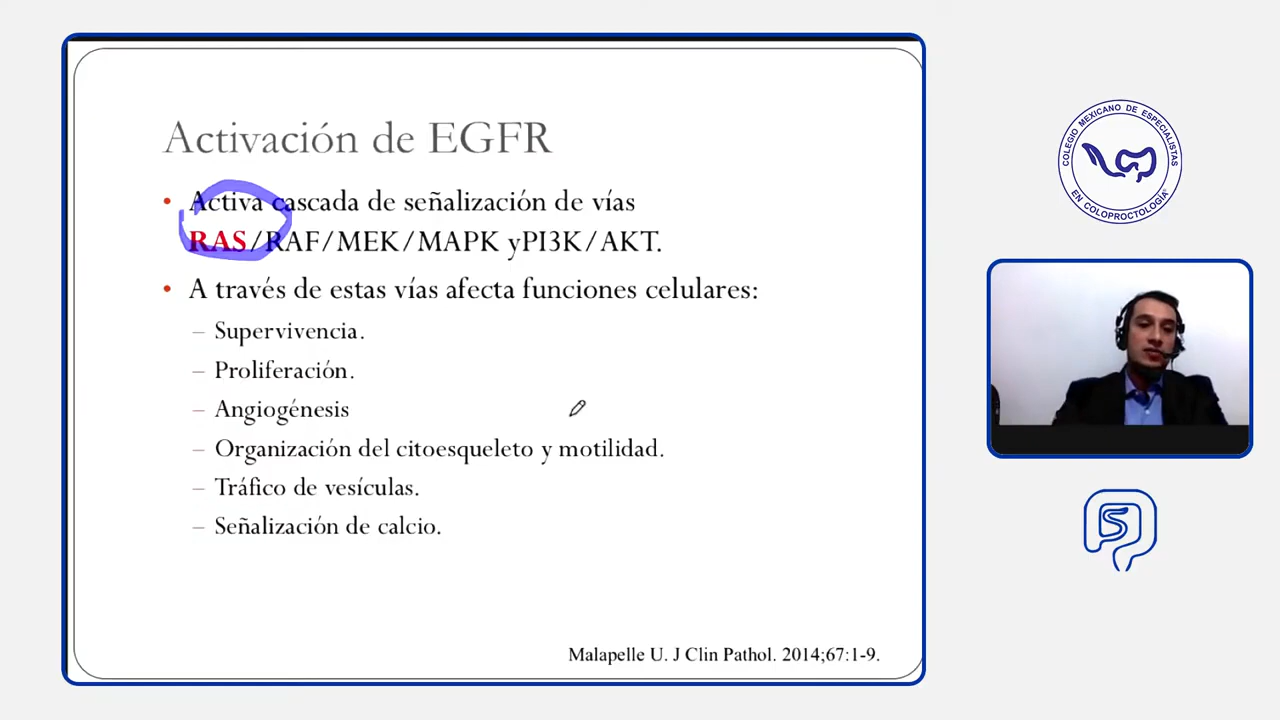 Activación de EGFR
• Activa cascada de señalización de vías
RAS/RAF/MEK/MAPK yPI3K/AKT.
• A través de estas vías afecta funciones celulares:
– Supervivencia.
– Proliferación.
– Angiogénesis
– Organización del citoesqueleto y motilidad.
– Tráfico de vesículas.
– Señalización de calcio.
Malapelle U. J Clin Pathol. 2014;67:1-9.
COLEGIO MEXICANO DE ESPECIALISTAS
EN COLOPROCTOLOGIA